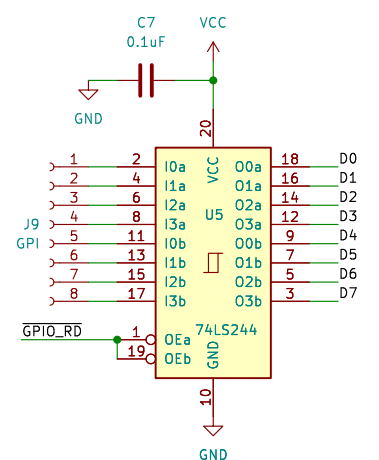 C7
VCC
0.1uF
GND
20
VCC
1 2 I0a O0a 18 D0
2 4 I1a O1a 16 D1
3 6 I2a O2a 14 D2
U5
J9 4 8 I3a O3a 12 D3
GPI 5 11 I0b O0b 9 D4
6 13 I1b O1b 7 D5
7 15 I2b O2b 5 D6
8 17 I3b O3b 3 D7
GPIO_RD 1 OEa 74LS244
19 OEb GND
10
GND